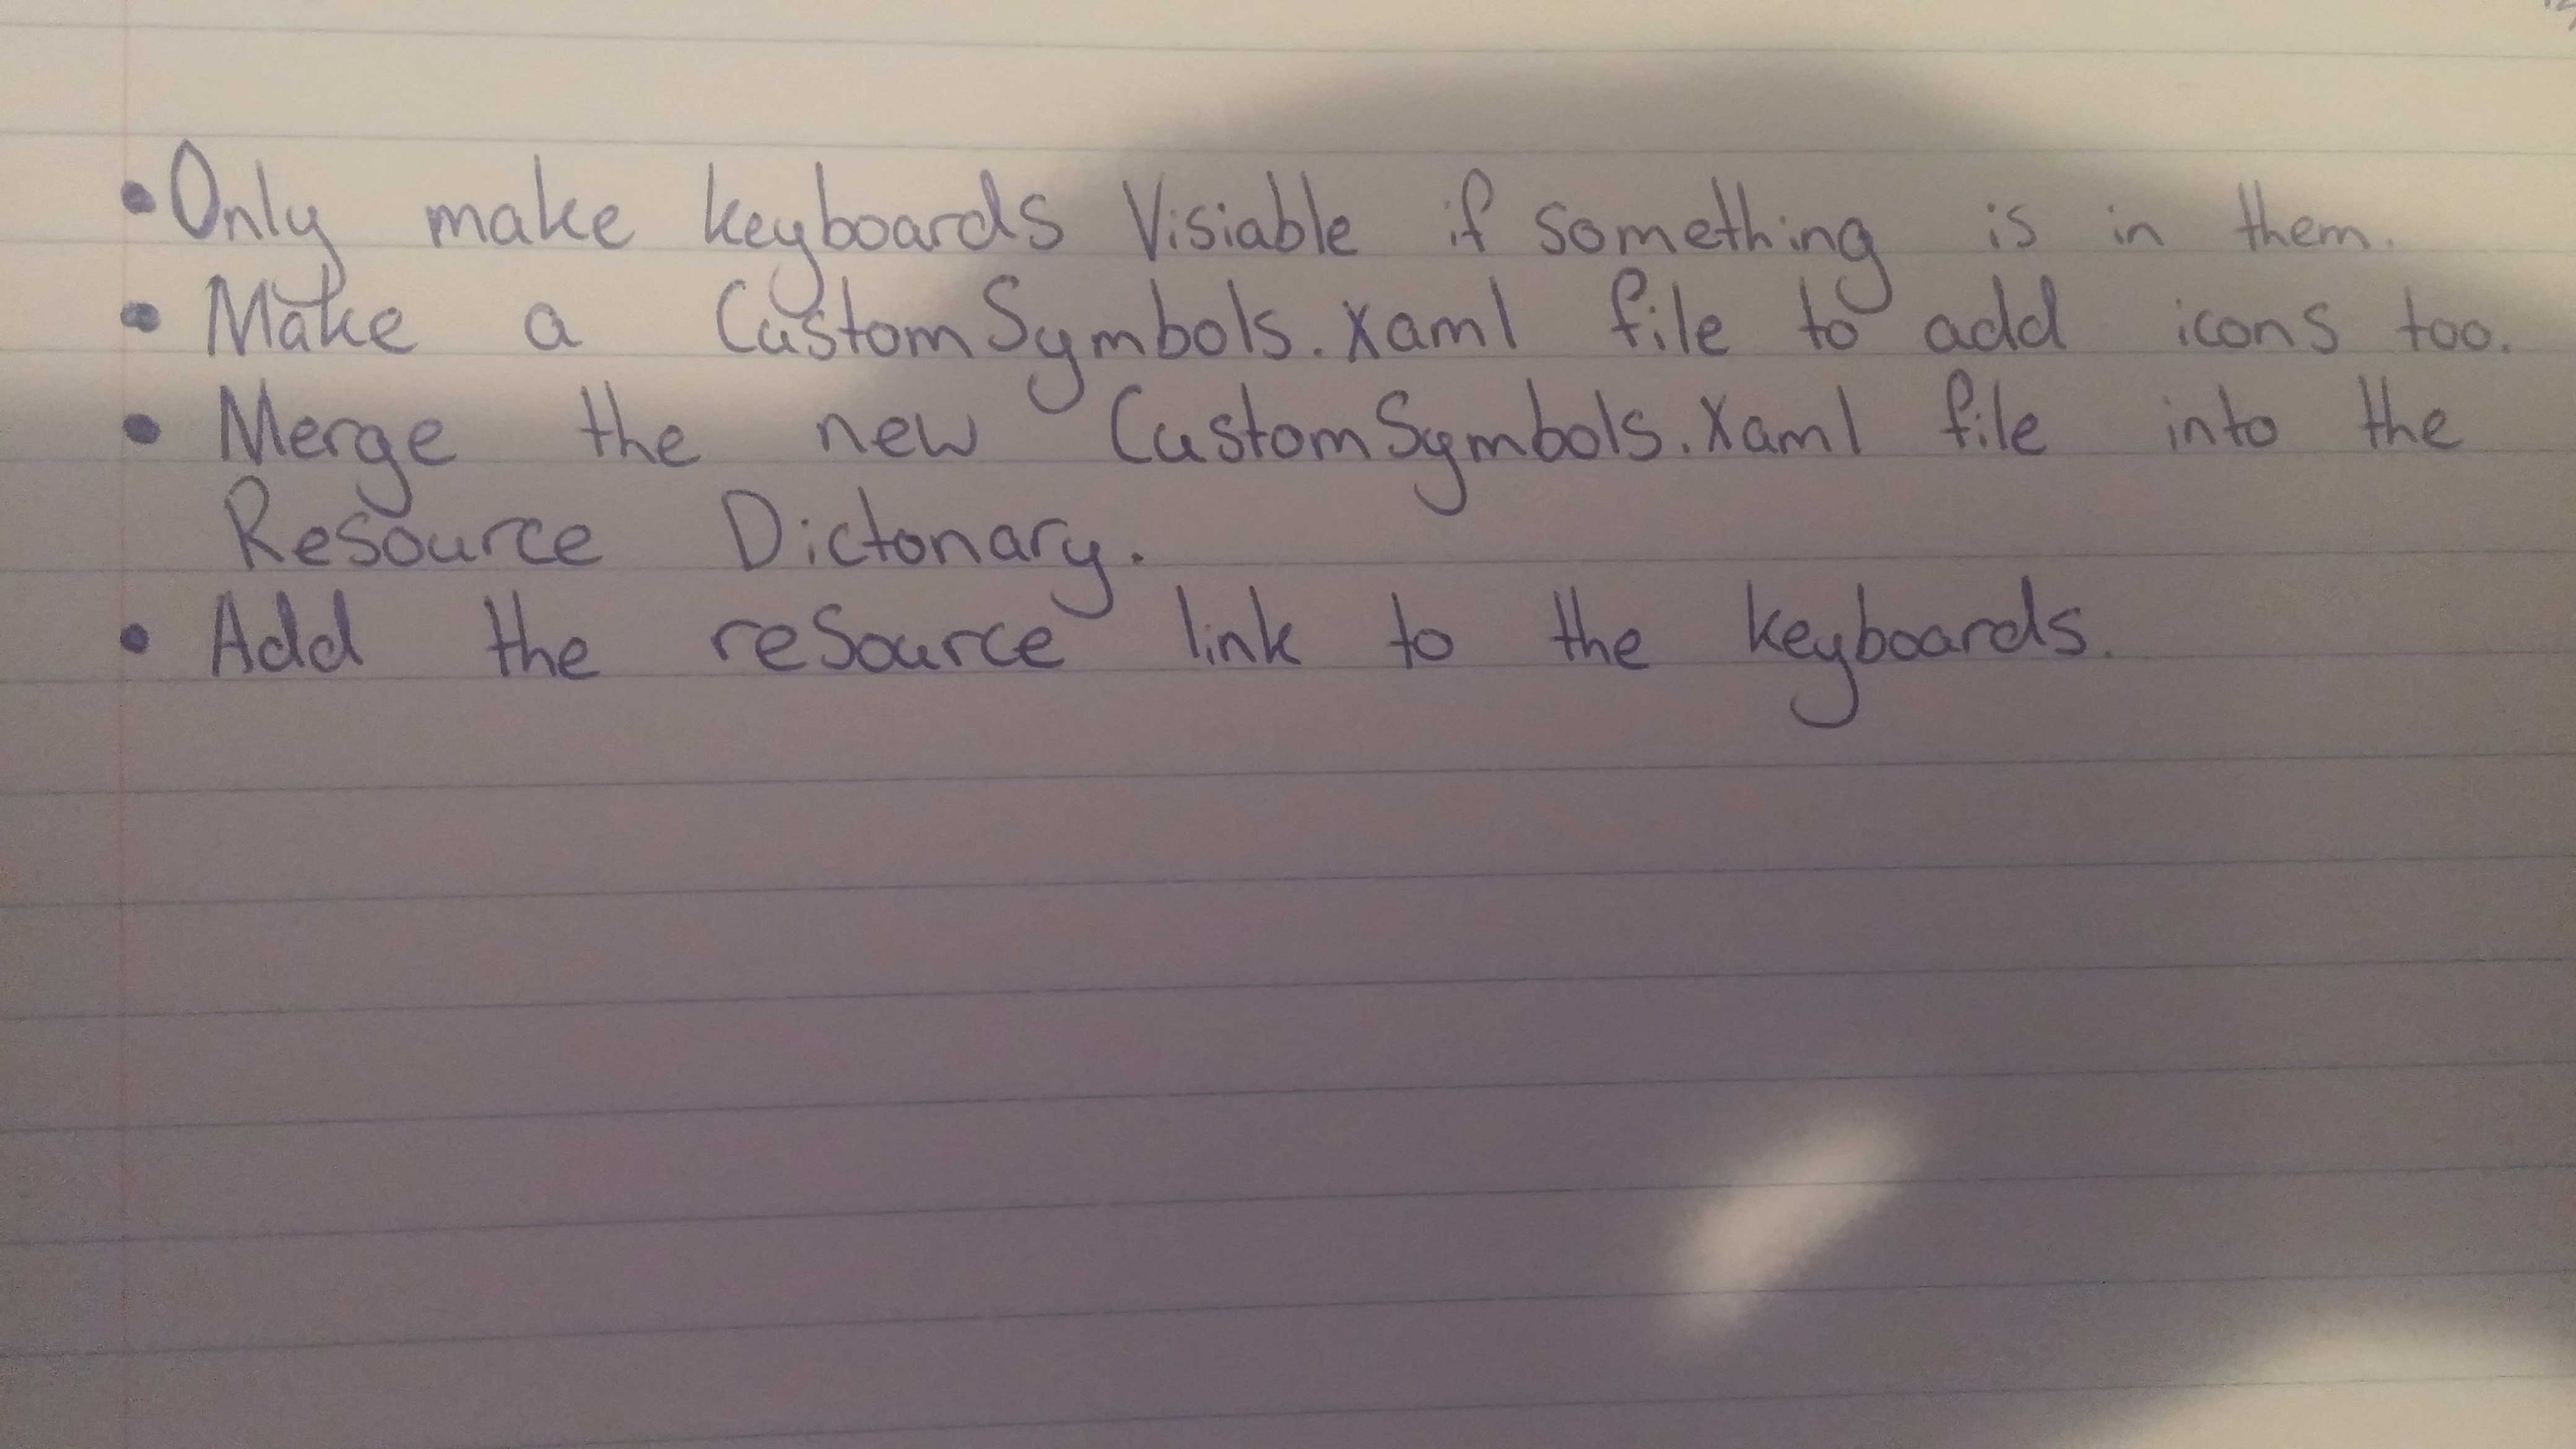 • Only make keyboards Visiable if something is in them.
• Make a CustomSymbols.xaml file to add icons too.
• Merge the new CustomSymbols.Xaml file into the
Resource Dictonary.
• Add the resource link to the keyboards.